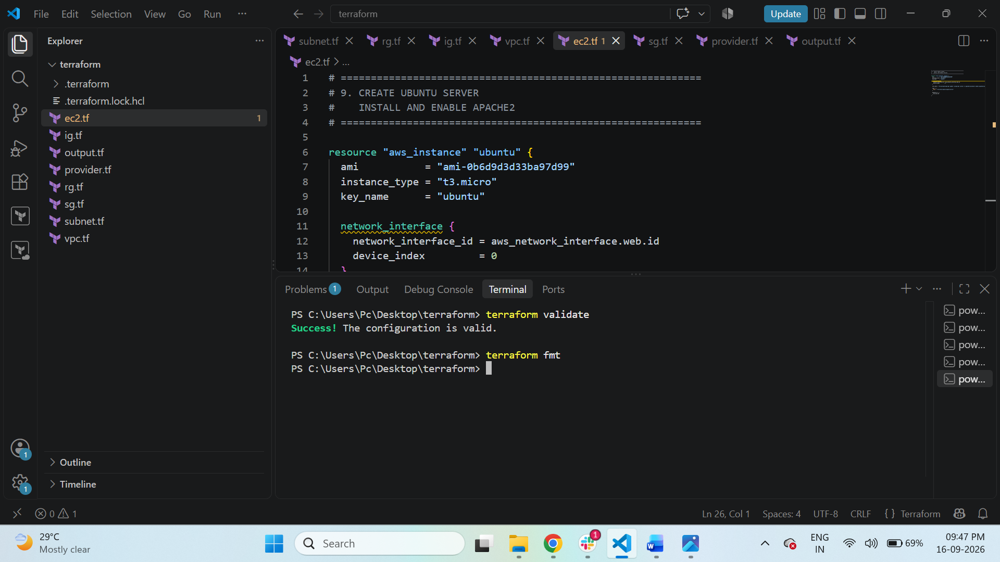 File Edit Selection View Go Run ···
terraform
Update
Explorer
terraform
.terraform
.terraform.lock.hcl
ec2.tf 1
ig.tf
output.tf
provider.tf
rg.tf
sg.tf
subnet.tf
vpc.tf
Outline
Timeline
1
1
subnet.tf rg.tf ig.tf vpc.tf ec2.tf 1 sg.tf provider.tf output.tf
ec2.tf > ...
1 # ============================================================
2 # 9. CREATE UBUNTU SERVER
3 #    INSTALL AND ENABLE APACHE2
4 # ============================================================
5
6 resource "aws_instance" "ubuntu" {
7   ami           = "ami-0b6d9d3d33ba97d99"
8   instance_type = "t3.micro"
9   key_name      = "ubuntu"
10
11   network_interface {
12     network_interface_id = aws_network_interface.web.id
13     device_index         = 0
14   }
Problems 1 Output Debug Console Terminal Ports
PS C:\Users\Pc\Desktop\terraform> terraform validate
Success! The configuration is valid.
PS C:\Users\Pc\Desktop\terraform> terraform fmt
PS C:\Users\Pc\Desktop\terraform>
pow...
pow...
pow...
pow...
pow...
0 1
Ln 26, Col 1 Spaces: 4 UTF-8 CRLF { } Terraform
29°C
Mostly clear
Search
1
ENG
IN
69%
09:47 PM
16-09-2026